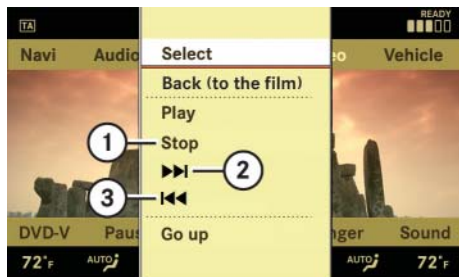 TA READY
Navi Audio Select eo Vehicle
Back (to the film)
Play
1 Stop
2
3
DVD-V Paus Go up nger Sound
72°F AUTO AUTO 72°F